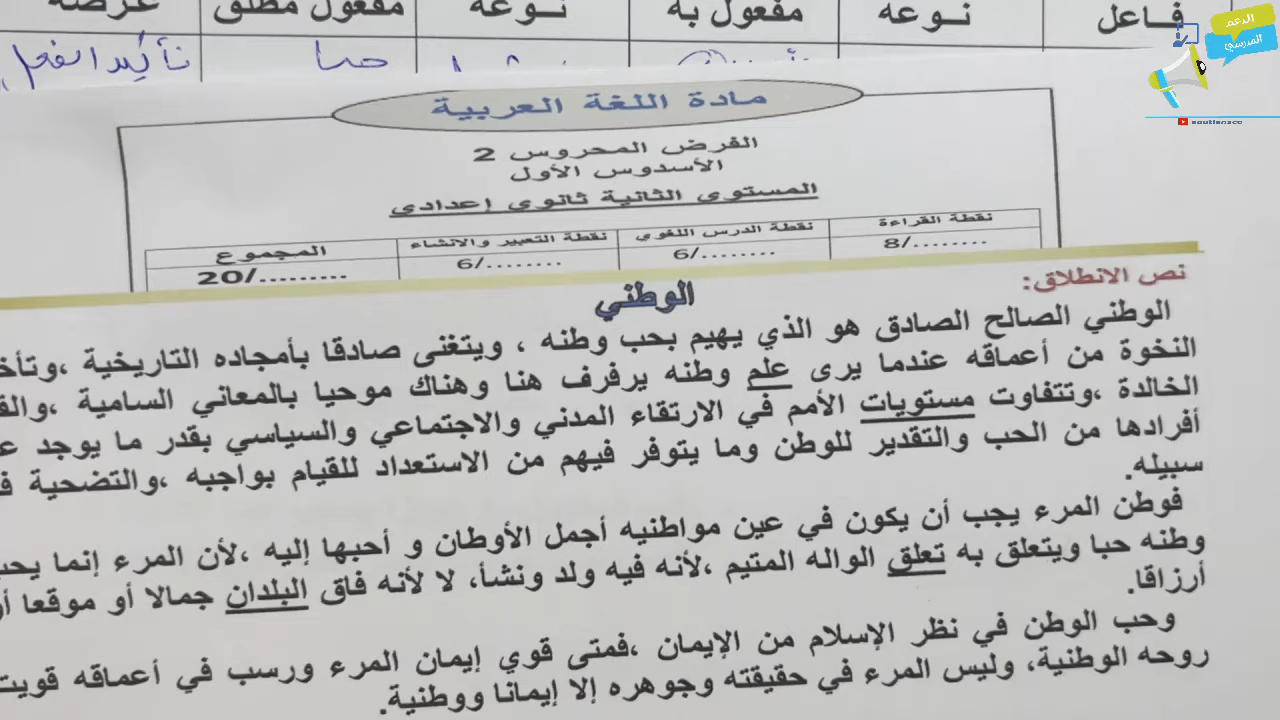 فاعل نوعه مفعول به نوعه مفعول مطلق غرضه
حبا تأكيد الفعل
الدعم
المدرسي
soutienscc
مادة اللغة العربية
الفرض المحروس 2
الأسدوس الأول
المستوى الثانية ثانوي إعدادي
نقطة القراءة نقطة الدرس اللغوي نقطة التعبير والانشاء المجموع
8/........ 6/........ 6/........ 20/.........
نص الانطلاق:
الوطني
الوطني الصالح الصادق هو الذي يهيم بحب وطنه ، ويتغنى صادقا بأمجاده التاريخية ،وتأخ
النخوة من أعماقه عندما يرى علم وطنه يرفرف هنا وهناك موحيا بالمعاني السامية ،والق
الخالدة ،وتتفاوت مستويات الأمم في الارتقاء المدني والاجتماعي والسياسي بقدر ما يوجد ع
أفرادها من الحب والتقدير للوطن وما يتوفر فيهم من الاستعداد للقيام بواجبه ،والتضحية ف
سبيله.
فوطن المرء يجب أن يكون في عين مواطنيه أجمل الأوطان و أحبها إليه ،لأن المرء إنما يحب
وطنه حبا ويتعلق به تعلق الواله المتيم ،لأنه فيه ولد ونشأ، لا لأنه فاق البلدان جمالا أو موقعا أو
أرزاقا.
وحب الوطن في نظر الإسلام من الإيمان ،فمتى قوي إيمان المرء ورسب في أعماقه قويت
روحه الوطنية، وليس المرء في حقيقته وجوهره إلا إيمانا ووطنية.